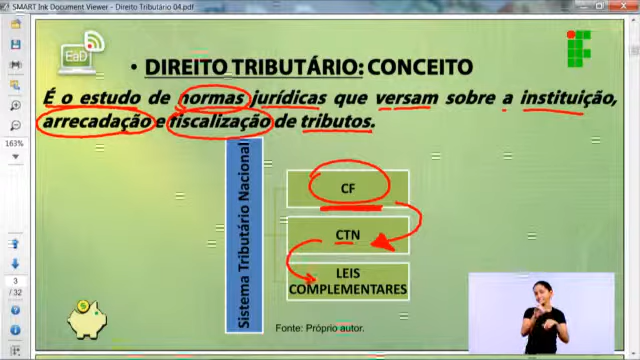 SMART Ink Document Viewer - Direito Tributário 04.pdf
EaD
• DIREITO TRIBUTÁRIO: CONCEITO
É o estudo de normas jurídicas que versam sobre a instituição,
arrecadação e fiscalização de tributos.
163%
Sistema Tributário Nacional
CF
CTN
LEIS
COMPLEMENTARES
3
/ 32
Fonte: Próprio autor.